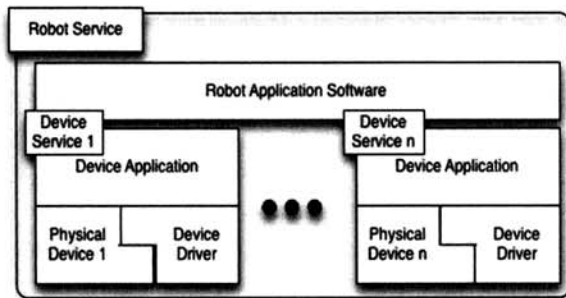 Robot Service
Robot Application Software
Device
Service 1
Device
Service n
Device Application
Device Application
Physical
Device 1
Device
Driver
Physical
Device n
Device
Driver